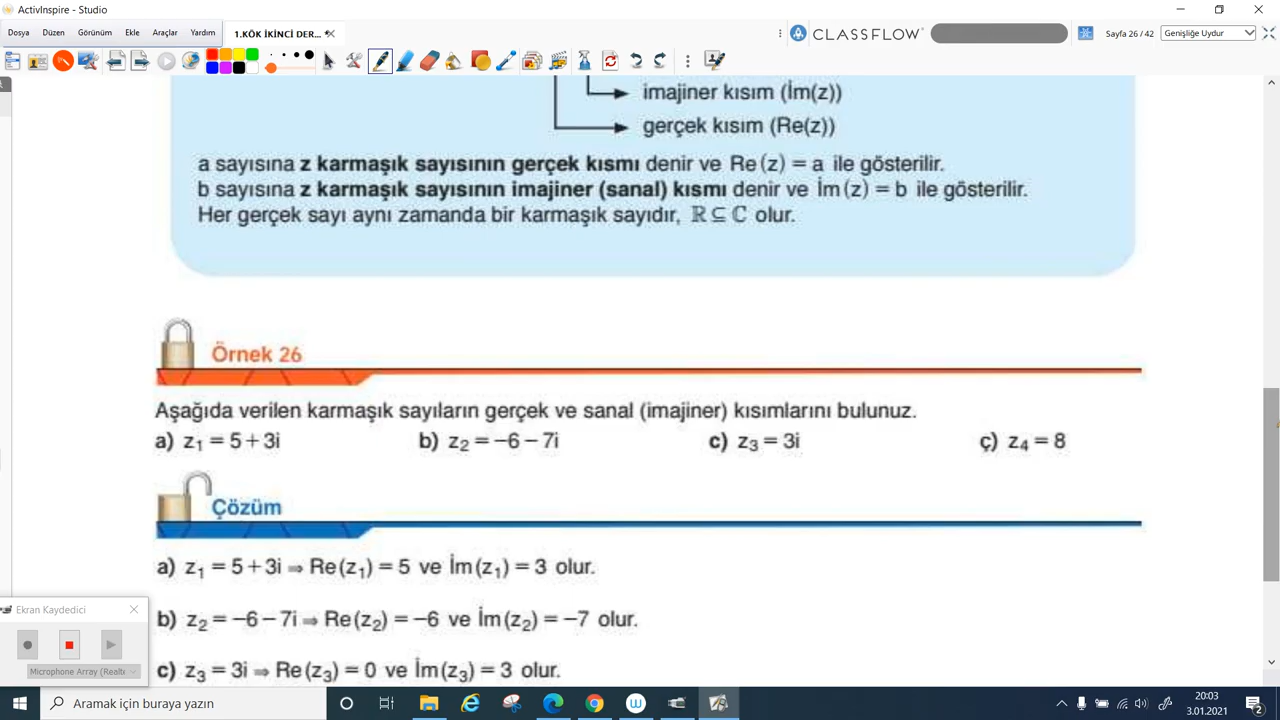 ActivInspire - Studio
Dosya Düzen Görünüm Ekle Araçlar Yardım 1.KÖK İKİNCİ DER... CLASSFLOW Sayfa 26 / 42 Genişliğe Uydur
imajiner kısım (İm(z))
gerçek kısım (Re(z))
a sayısına z karmaşık sayısının gerçek kısmı denir ve Re(z) = a ile gösterilir.
b sayısına z karmaşık sayısının imajiner (sanal) kısmı denir ve İm(z) = b ile gösterilir.
Her gerçek sayı aynı zamanda bir karmaşık sayıdır, ℝ ⊆ ℂ olur.
Örnek 26
Aşağıda verilen karmaşık sayıların gerçek ve sanal (imajiner) kısımlarını bulunuz.
a) z₁ = 5 + 3i b) z₂ = −6 − 7i c) z₃ = 3i ç) z₄ = 8
Çözüm
a) z₁ = 5 + 3i ⇒ Re(z₁) = 5 ve İm(z₁) = 3 olur.
b) z₂ = −6 − 7i ⇒ Re(z₂) = −6 ve İm(z₂) = −7 olur.
c) z₃ = 3i ⇒ Re(z₃) = 0 ve İm(z₃) = 3 olur.
Ekran Kaydedici
Microphone Array (Realt
Aramak için buraya yazın
20:03
3.01.2021
2